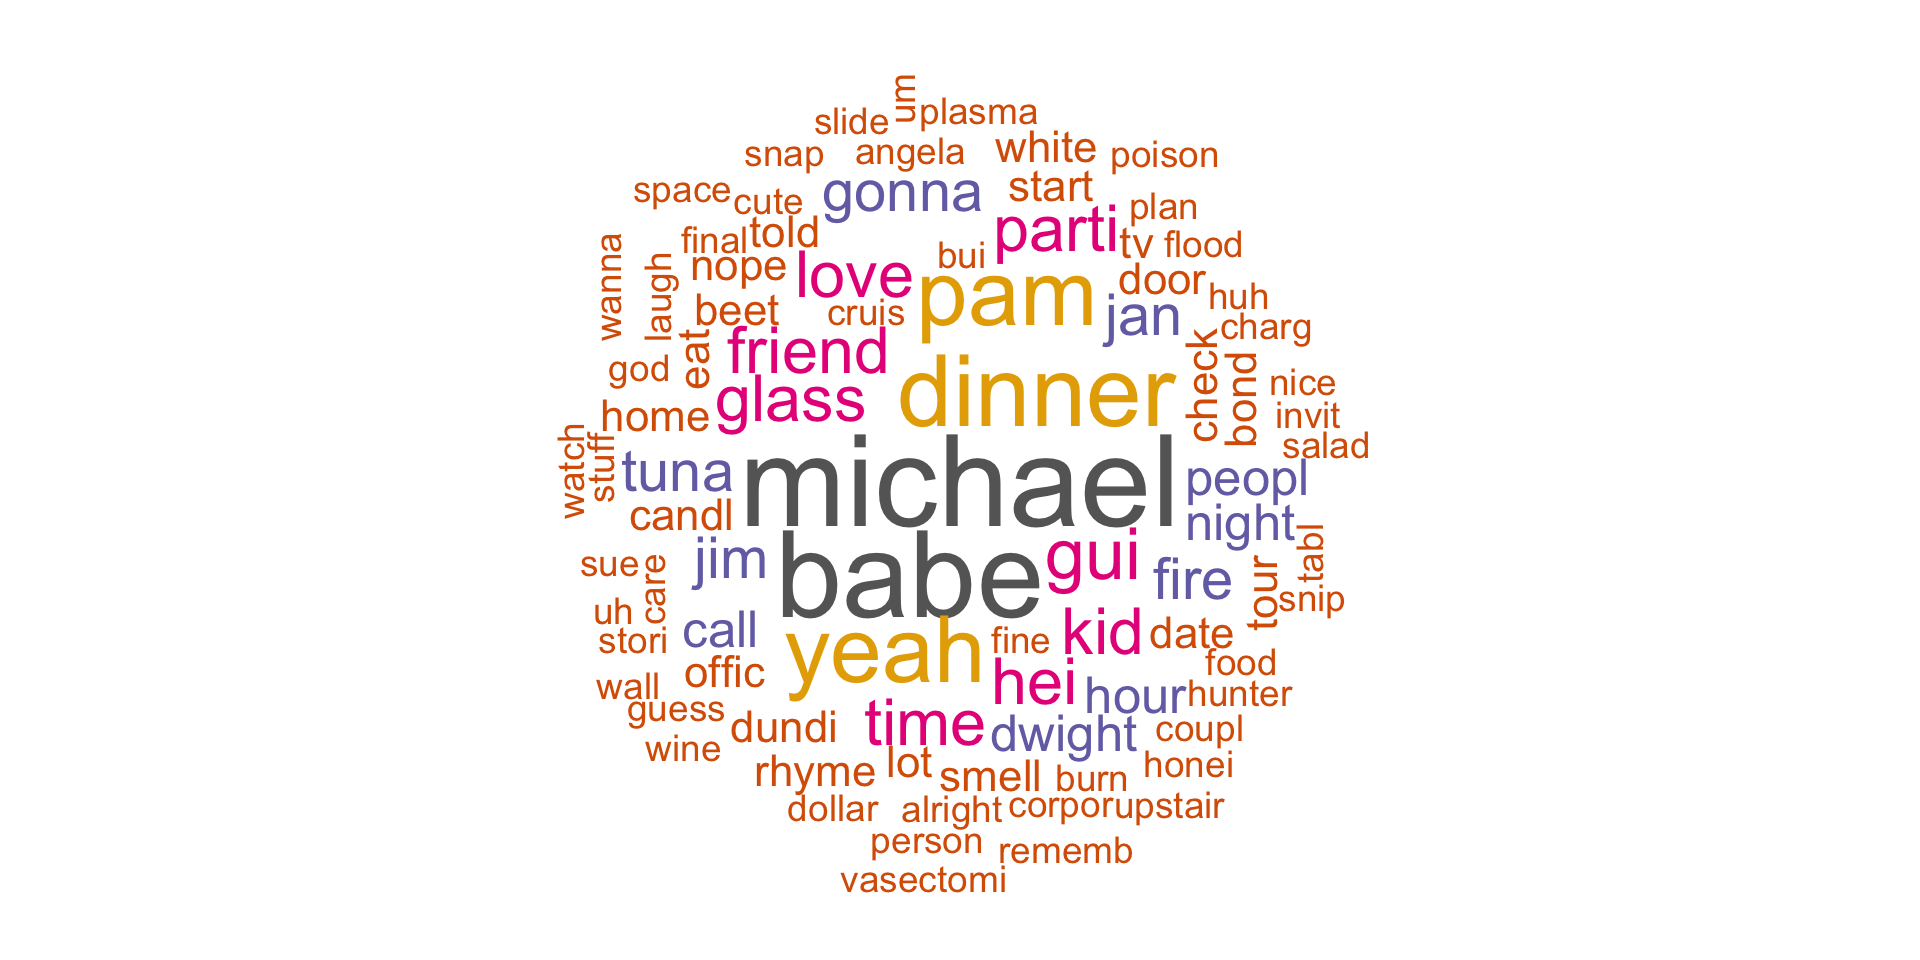 um
plasma
slide
snap
angela
white
poison
space
cute
gonna
start
plan
final
told
parti
tv
flood
wanna
laugh
nope
love
bui
pam
door
huh
beet
cruis
jan
charg
god
eat
friend
dinner
check
bond
nice
home
glass
invit
salad
watch
stuff
tuna
michael
peopl
night
candl
jim
babe
gui
fire
tour
tabl
snip
sue
care
uh
stori
call
yeah
fine
kid
date
food
offic
hei
hour
hunter
wall
guess
dundi
time
dwight
coupl
wine
rhyme
lot
smell
burn
honei
dollar
alright
corpor
upstair
person
rememb
vasectomi